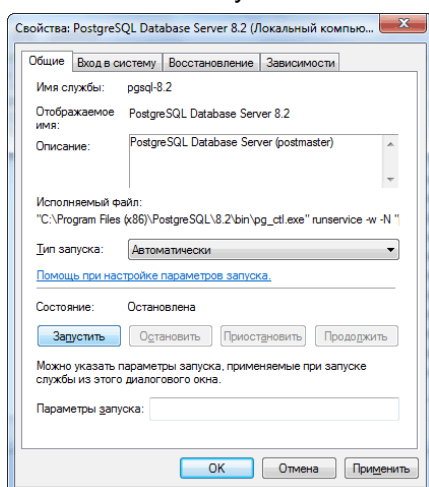 Свойства: PostgreSQL Database Server 8.2 (Локальный компью...
Общие Вход в систему Восстановление Зависимости
Имя службы: pgsql-8.2
Отображаемое имя: PostgreSQL Database Server 8.2
Описание: PostgreSQL Database Server (postmaster)
Исполняемый файл:
"C:\Program Files (x86)\PostgreSQL\8.2\bin\pg_ctl.exe" runservice -w -N "
Тип запуска: Автоматически
Помощь при настройке параметров запуска.
Состояние: Остановлена
Запустить Остановить Приостановить Продолжить
Можно указать параметры запуска, применяемые при запуске
службы из этого диалогового окна.
Параметры запуска:
OK Отмена Применить